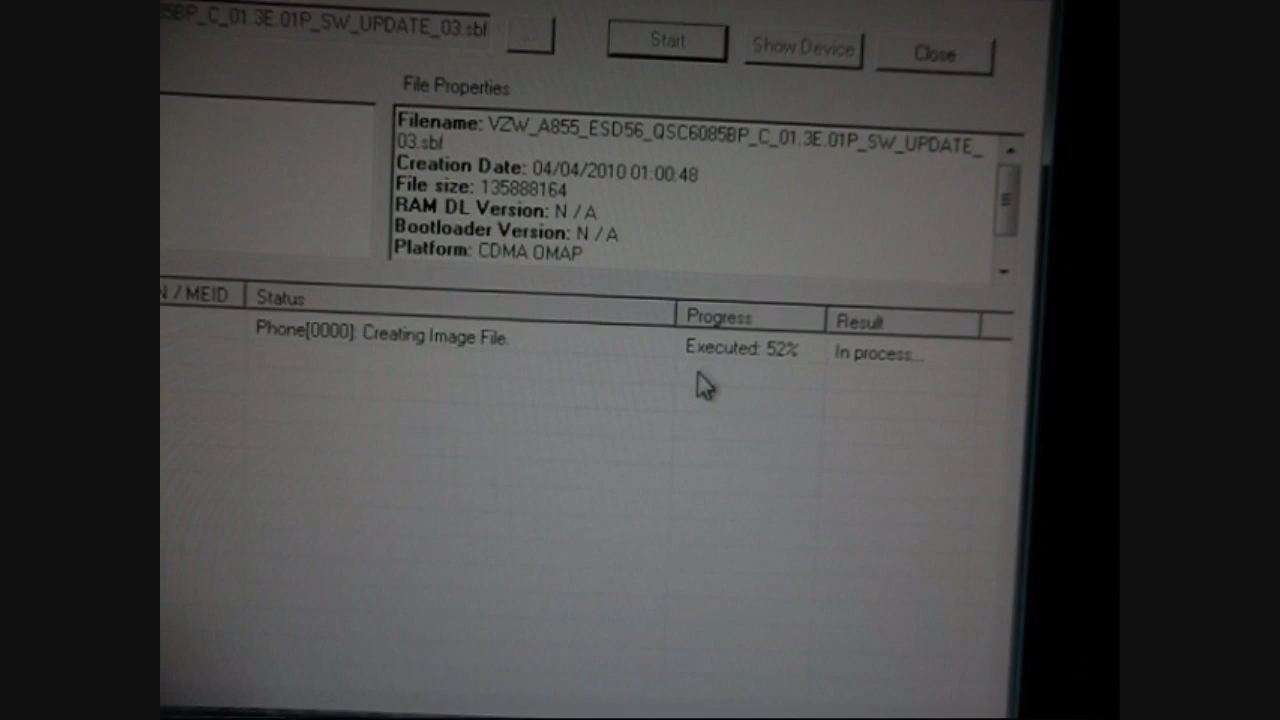 5BP_C_01.3E.01P_SW_UPDATE_03.sbf
...
Start
Show Device
Close
File Properties
Filename: VZW_A855_ESD56_QSC6085BP_C_01.3E.01P_SW_UPDATE_
03.sbf
Creation Date: 04/04/2010 01:00:48
File size: 135888164
RAM DL Version: N / A
Bootloader Version: N / A
Platform: CDMA OMAP
/ MEID
Status
Progress
Result
Phone[0000]: Creating Image File.
Executed: 52%
In process...